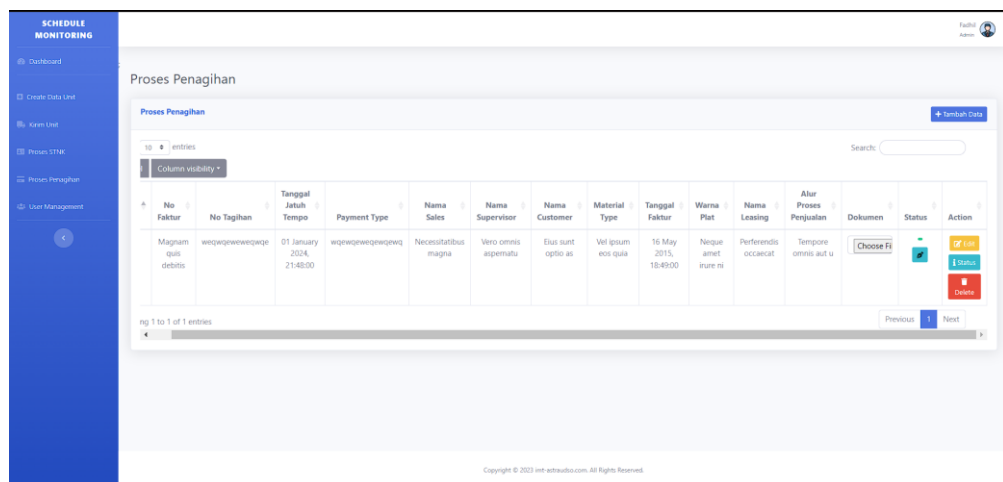 SCHEDULE
MONITORING
Fadhil
Admin
Dashboard
Create Data Unit
Kirim Unit
Proses STNK
Proses Penagihan
User Management
Proses Penagihan
Proses Penagihan
+ Tambah Data
10 entries
Search:
Column visibility
No
Faktur
No Tagihan
Tanggal
Jatuh
Tempo
Payment Type
Nama
Sales
Nama
Supervisor
Nama
Customer
Material
Type
Tanggal
Faktur
Warna
Plat
Nama
Leasing
Alur
Proses
Penjualan
Dokumen
Status
Action
Magnam
quis
debitis
weqwqeweweqwqe
01 January
2024,
21:48:00
wqewqeweqewqewq
Necessitatibus
magna
Vero omnis
aspernatu
Eius sunt
optio as
Vel ipsum
eos quia
16 May
2015,
18:49:00
Neque
amet
irure ni
Perferendis
occaecat
Tempore
omnis aut u
Choose Fi
Edit
Status
Delete
ng 1 to 1 of 1 entries
Previous 1 Next
Copyright © 2023 imt-astraudso.com. All Rights Reserved.